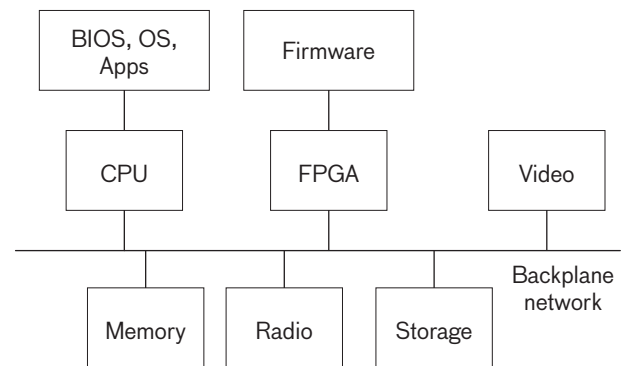 BIOS, OS,
Apps
Firmware
CPU
FPGA
Video
Backplane
network
Memory
Radio
Storage